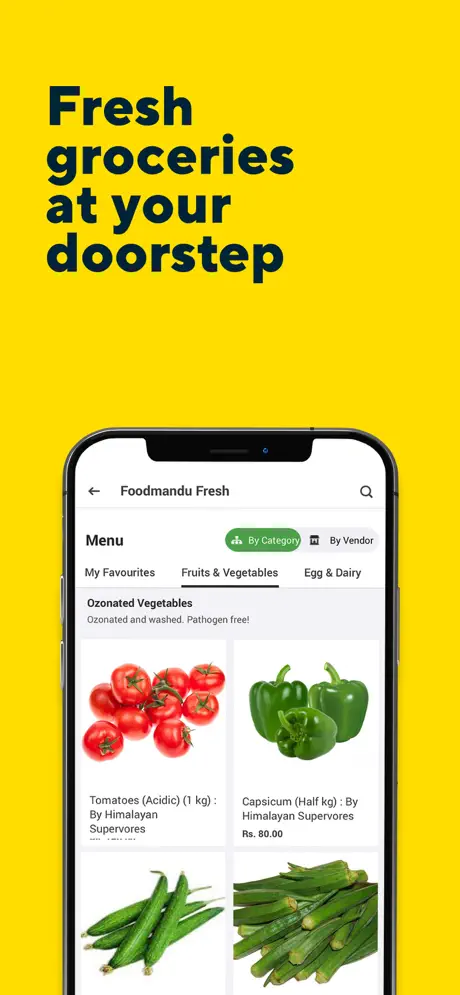 Fresh
groceries
at your
doorstep
Foodmandu Fresh
Menu
By Category
By Vendor
My Favourites
Fruits & Vegetables
Egg & Dairy
Ozonated Vegetables
Ozonated and washed. Pathogen free!
Tomatoes (Acidic) (1 kg) :
By Himalayan
Supervores
Capsicum (Half kg) : By
Himalayan Supervores
Rs. 80.00